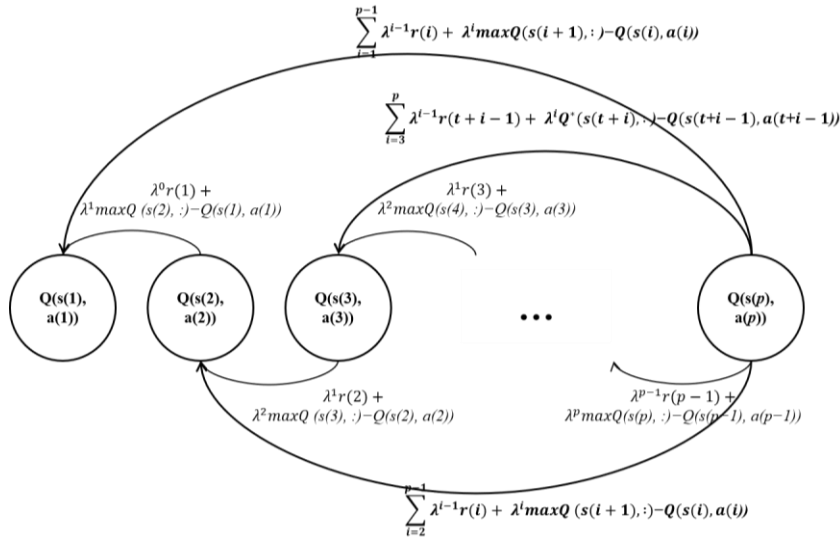 p−1
∑ λ^{i−1}r(i) + λ^i maxQ(s(i + 1), : )−Q(s(i), a(i))
i=1
p
∑ λ^{i−1}r(t + i − 1) + λ^i Q*(s(t + i), :)−Q(s(t+i − 1), a(t+i − 1))
i=3
λ^0 r(1) +
λ^1 maxQ (s(2), :)−Q(s(1), a(1))
λ^1 r(3) +
λ^2 maxQ(s(4), :)−Q(s(3), a(3))
Q(s(1),
a(1))
Q(s(2),
a(2))
Q(s(3),
a(3))
...
Q(s(p),
a(p))
λ^1 r(2) +
λ^2 maxQ (s(3), :)−Q(s(2), a(2))
λ^{p−1}r(p − 1) +
λ^p maxQ(s(p), :)−Q(s(p−1), a(p−1))
p−1
∑ λ^{i−1}r(i) + λ^i maxQ (s(i + 1), :)−Q(s(i), a(i))
i=2